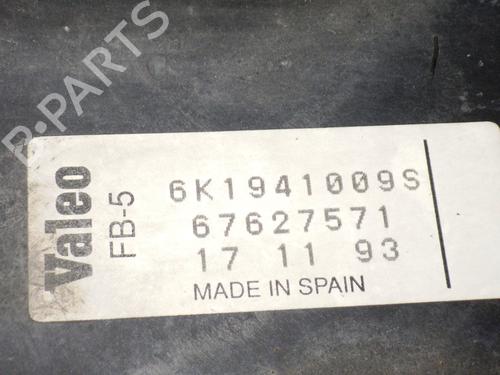 B-PARTS
Valeo
FB-5
6K1941009S
67627571
17 11 93
MADE IN SPAIN